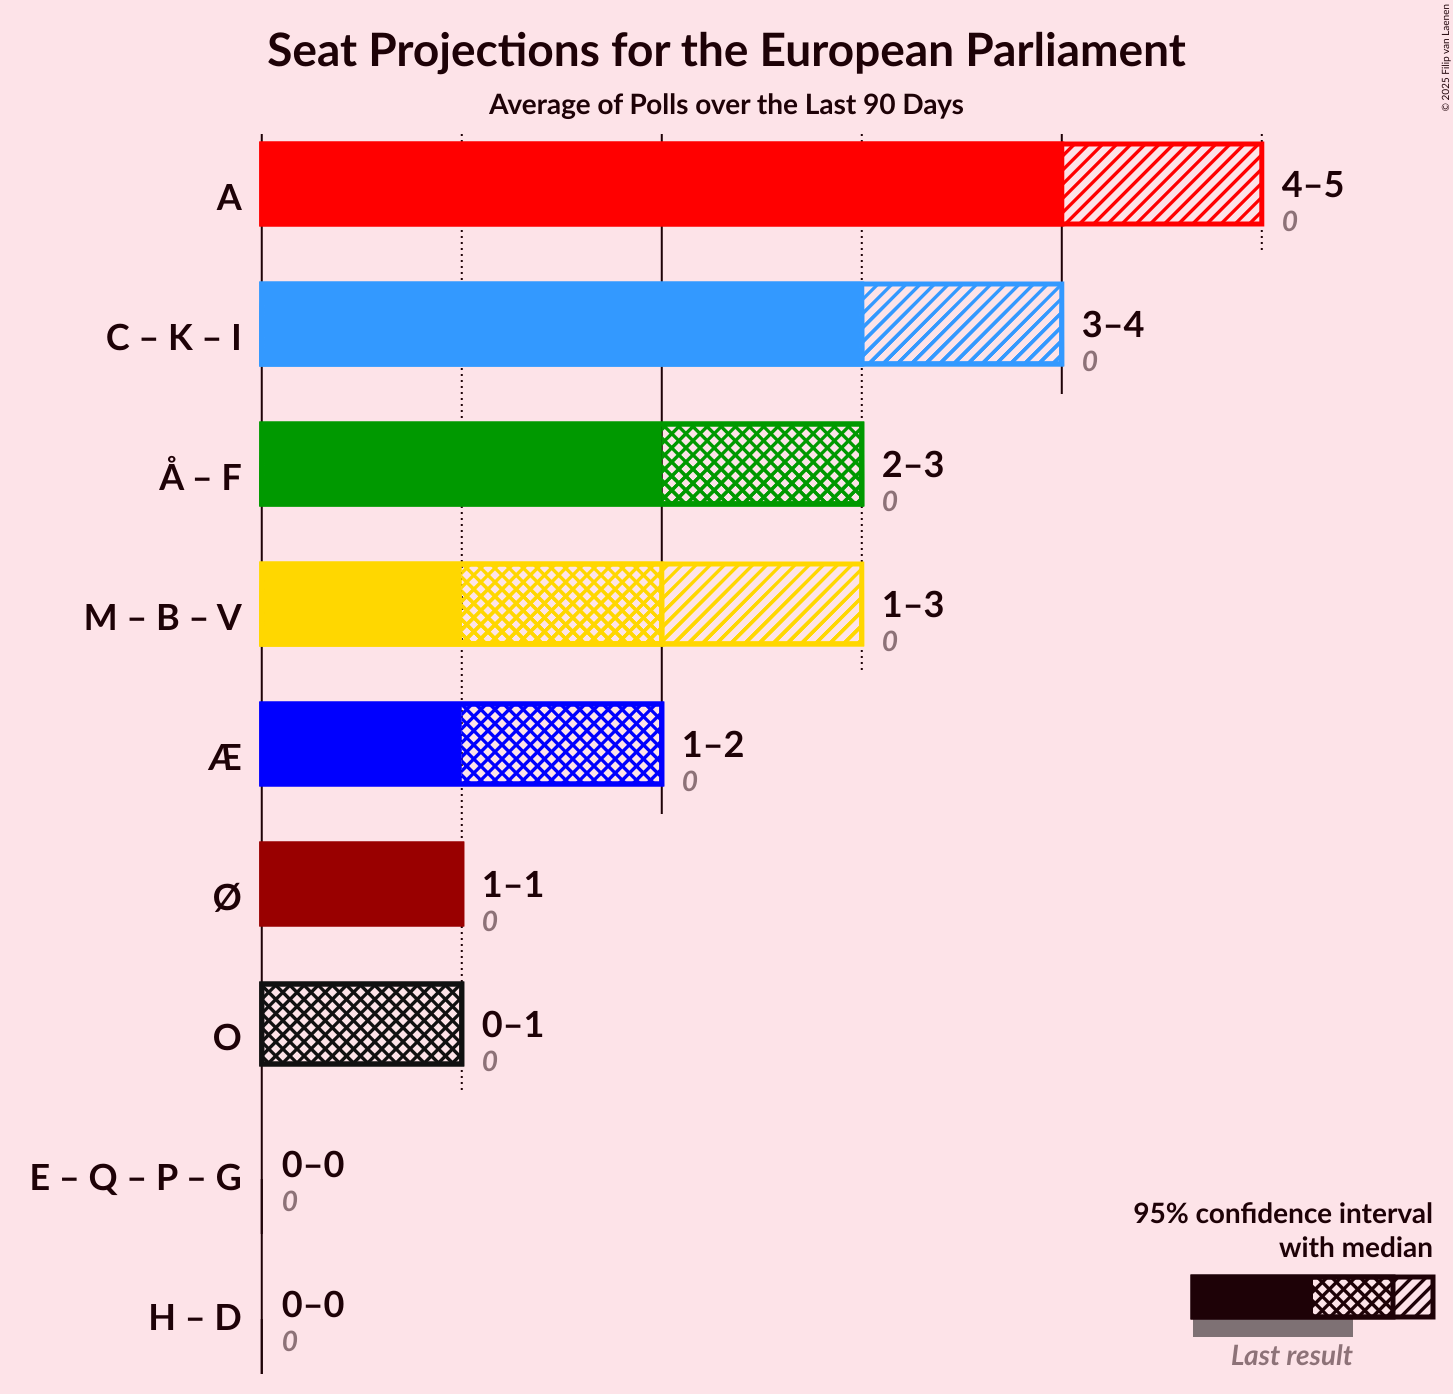 Seat Projections for the European Parliament
Average of Polls over the Last 90 Days
© 2025 Filip van Laenen
A
4–5
0
C – K – I
3–4
0
Å – F
2–3
0
M – B – V
1–3
0
Æ
1–2
0
Ø
1–1
0
O
0–1
0
E – Q – P – G
0–0
0
H – D
0–0
0
95% confidence interval
with median
Last result